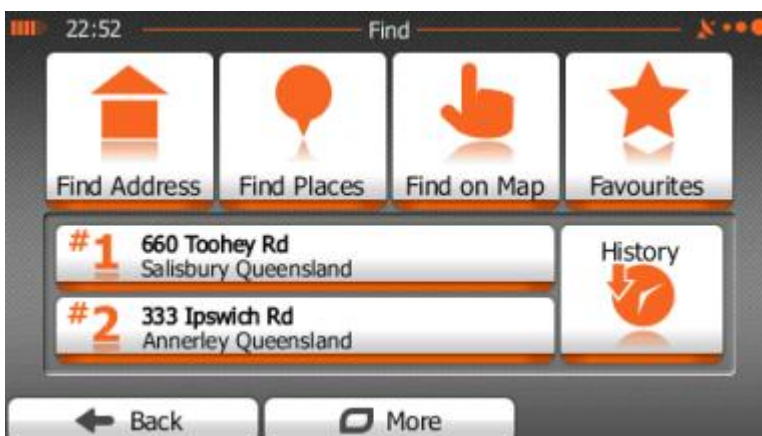 22:52 Find
Find Address Find Places Find on Map Favourites
#1 660 Toohey Rd
Salisbury Queensland
History
#2 333 Ipswich Rd
Annerley Queensland
Back More